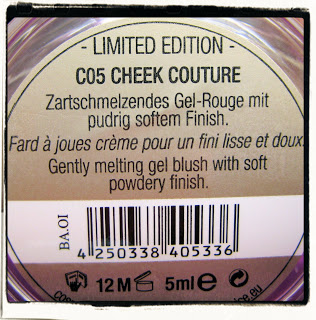 - LIMITED EDITION -
C05 CHEEK COUTURE
Zartschmelzendes Gel-Rouge mit
pudrig softem Finish.
Fard à joues crème pour un fini lisse et doux.
Gently melting gel blush with soft
powdery finish.
BA.OI
4 250338 405336
12 M 5ml e